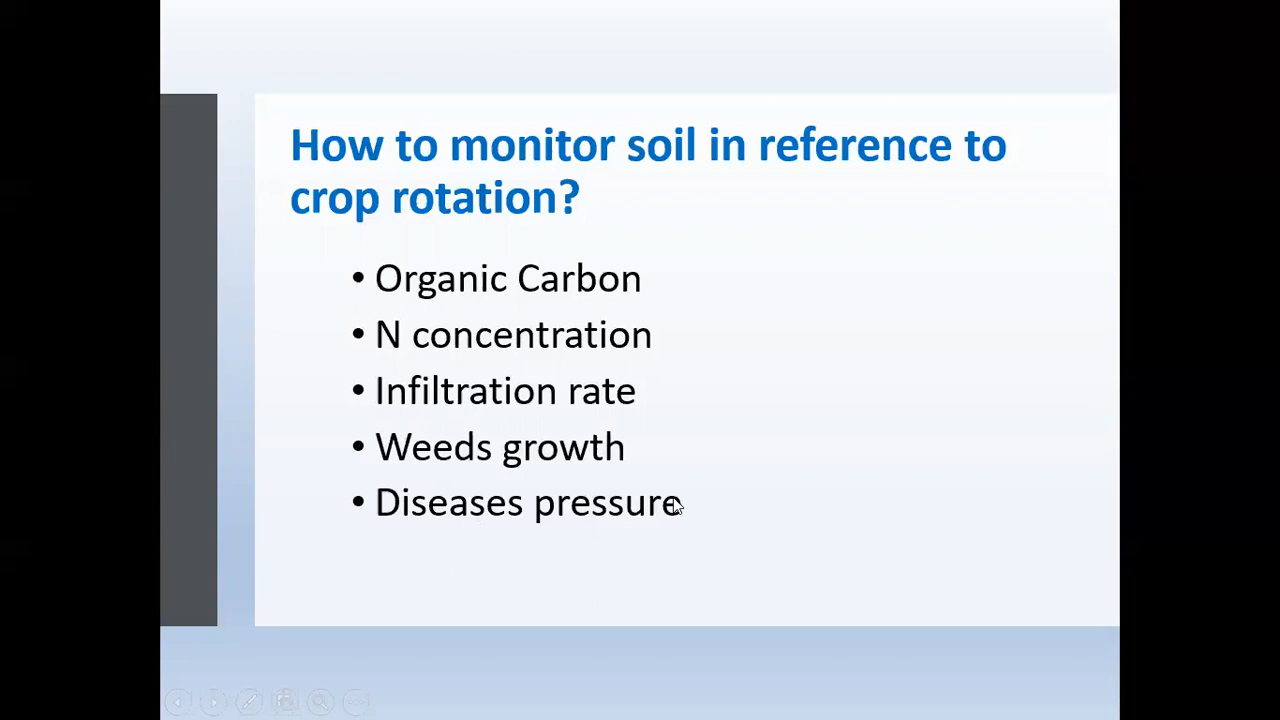 How to monitor soil in reference to
crop rotation?
• Organic Carbon
• N concentration
• Infiltration rate
• Weeds growth
• Diseases pressure